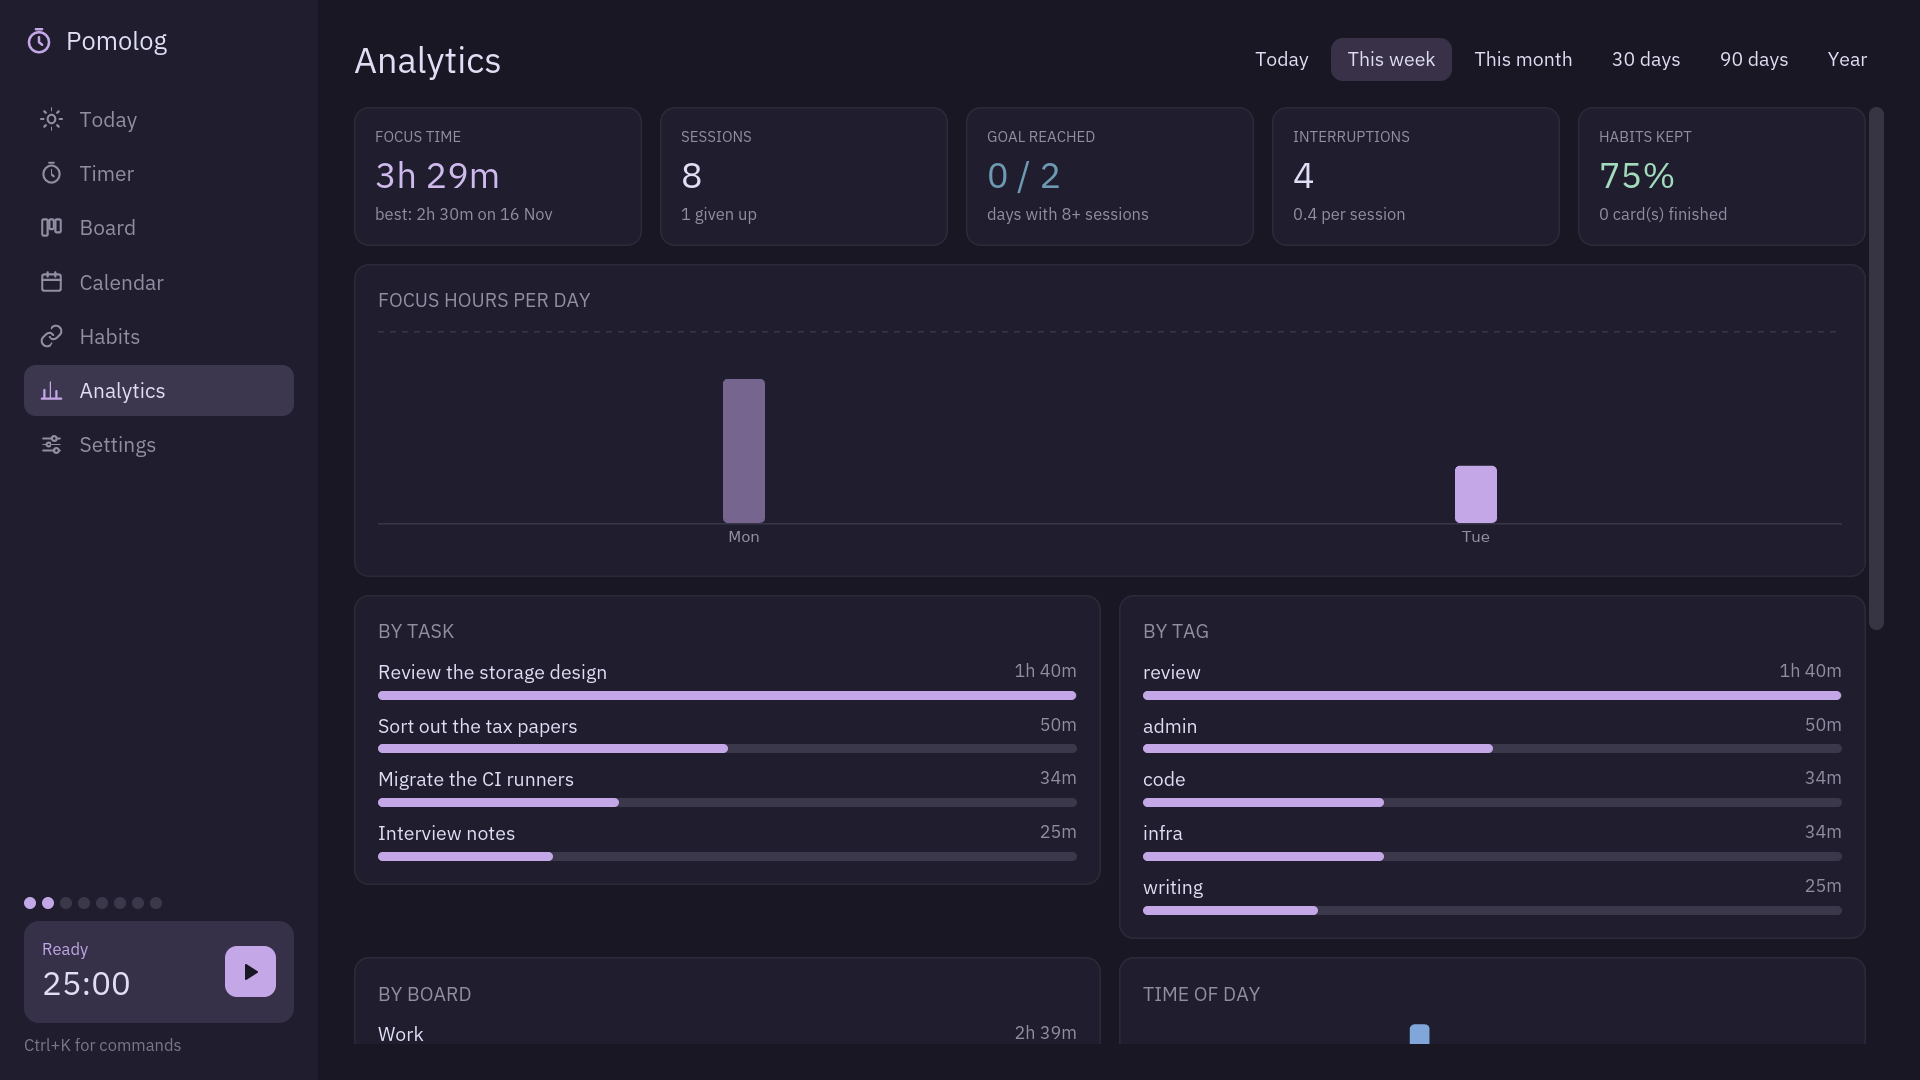 Pomolog
Today
Timer
Board
Calendar
Habits
Analytics
Settings
Ready
25:00
Ctrl+K for commands
Analytics
Today
This week
This month
30 days
90 days
Year
FOCUS TIME
3h 29m
best: 2h 30m on 16 Nov
SESSIONS
8
1 given up
GOAL REACHED
0 / 2
days with 8+ sessions
INTERRUPTIONS
4
0.4 per session
HABITS KEPT
75%
0 card(s) finished
FOCUS HOURS PER DAY
Mon
Tue
BY TASK
Review the storage design 1h 40m
Sort out the tax papers 50m
Migrate the CI runners 34m
Interview notes 25m
BY TAG
review 1h 40m
admin 50m
code 34m
infra 34m
writing 25m
BY BOARD
Work 2h 39m
TIME OF DAY